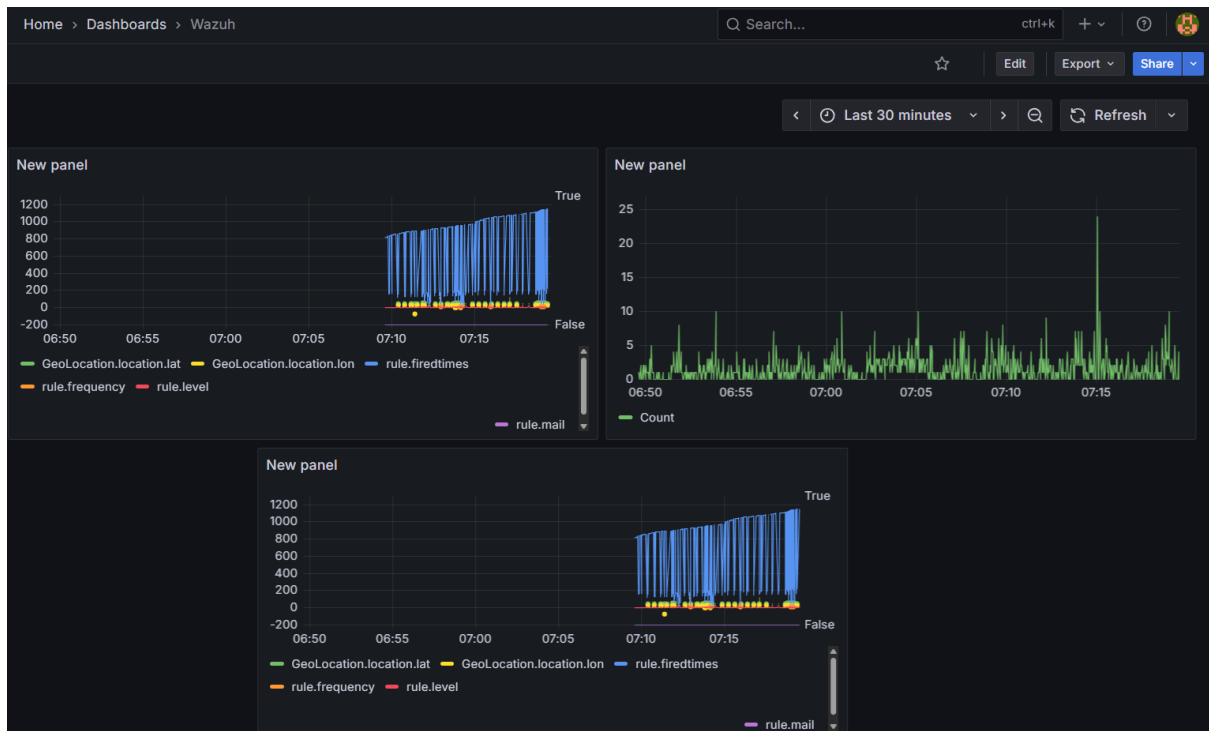 Home > Dashboards > Wazuh
Search... ctrl+k
Edit Export Share
Last 30 minutes Refresh
New panel
True
1200
1000
800
600
400
200
0
-200 False
06:50 06:55 07:00 07:05 07:10 07:15
GeoLocation.location.lat GeoLocation.location.lon rule.firedtimes
rule.frequency rule.level
rule.mail
New panel
25
20
15
10
5
0
06:50 06:55 07:00 07:05 07:10 07:15
Count
New panel
True
1200
1000
800
600
400
200
0
-200 False
06:50 06:55 07:00 07:05 07:10 07:15
GeoLocation.location.lat GeoLocation.location.lon rule.firedtimes
rule.frequency rule.level
rule.mail